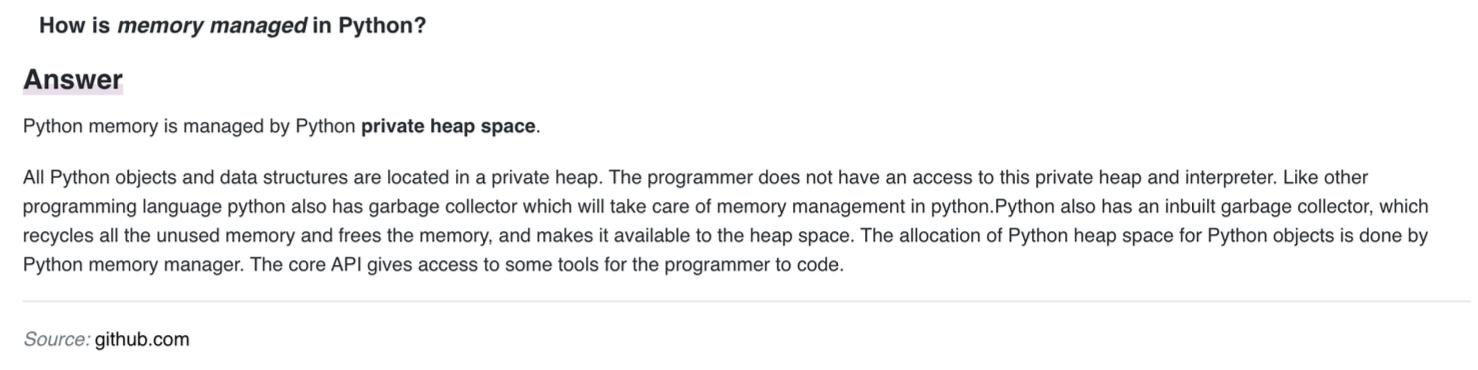 How is memory managed in Python?
Answer
Python memory is managed by Python private heap space.
All Python objects and data structures are located in a private heap. The programmer does not have an access to this private heap and interpreter. Like other
programming language python also has garbage collector which will take care of memory management in python.Python also has an inbuilt garbage collector, which
recycles all the unused memory and frees the memory, and makes it available to the heap space. The allocation of Python heap space for Python objects is done by
Python memory manager. The core API gives access to some tools for the programmer to code.
Source: github.com